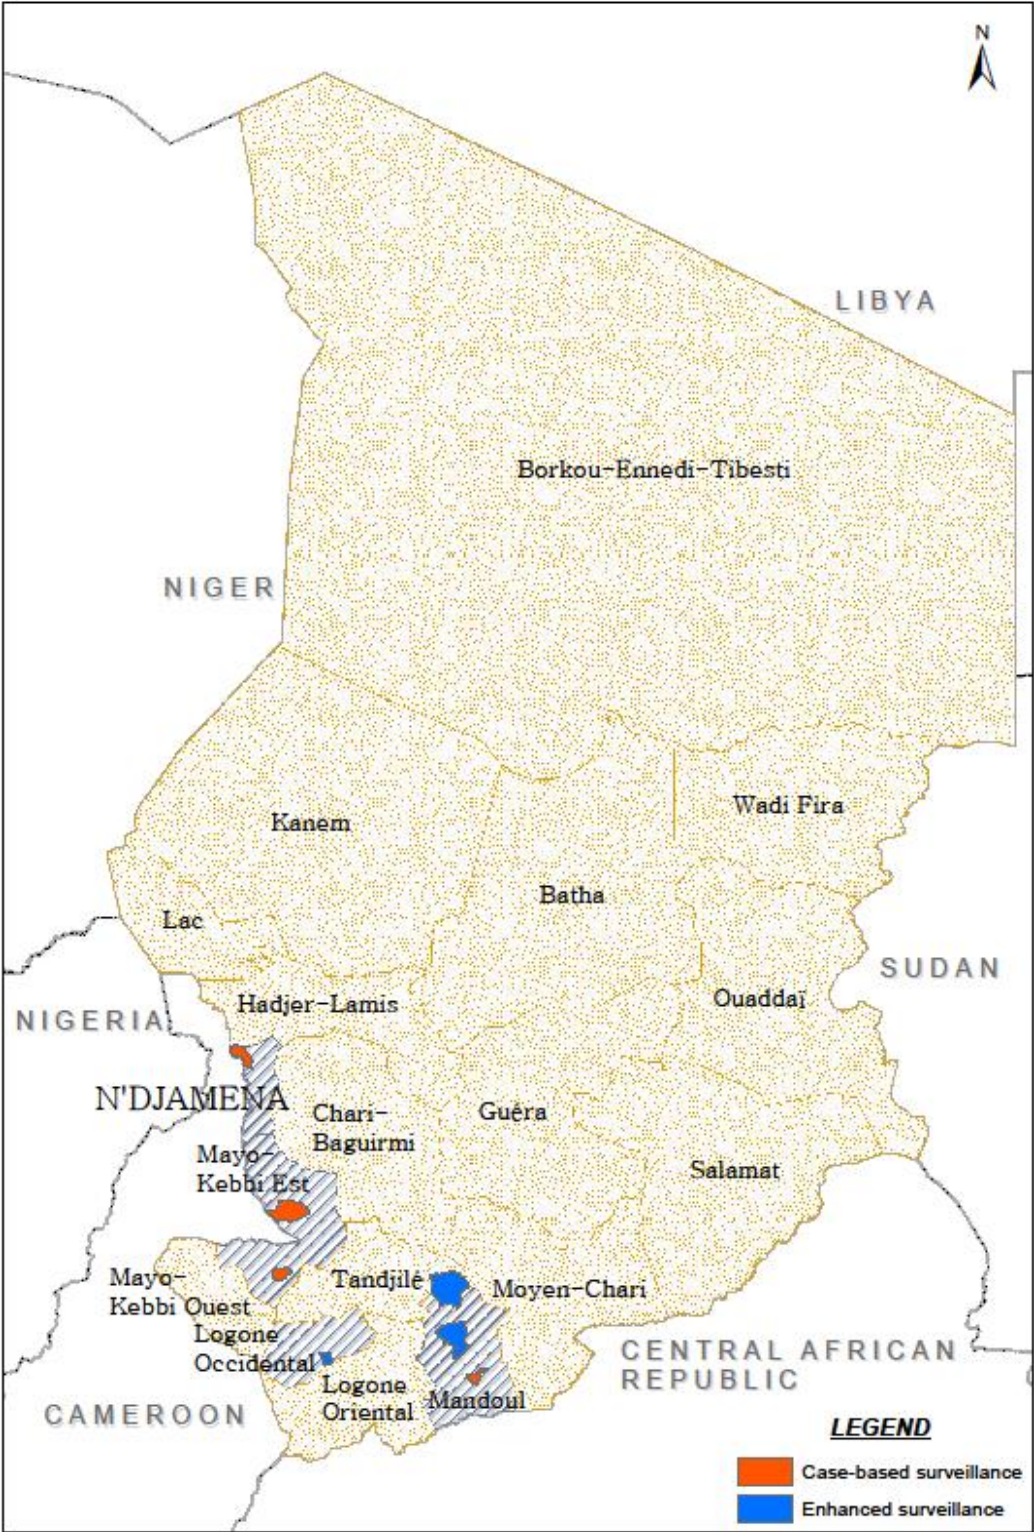 N
LIBYA
Borkou-Ennedi-Tibesti
NIGER
Wadi Fira
Kanem
Batha
Lac
SUDAN
Ouaddaï
Hadjer-Lamis
NIGERIA
N'DJAMENA
Chari-
Baguirmi
Guéra
Mayo-
Kebbi Est
Salamat
Mayo-
Kebbi Ouest
Tandjilé
Moyen-Chari
Logone
Occidental
CENTRAL AFRICAN
REPUBLIC
Logone
Oriental
Mandoul
CAMEROON
LEGEND
Case-based surveillance
Enhanced surveillance